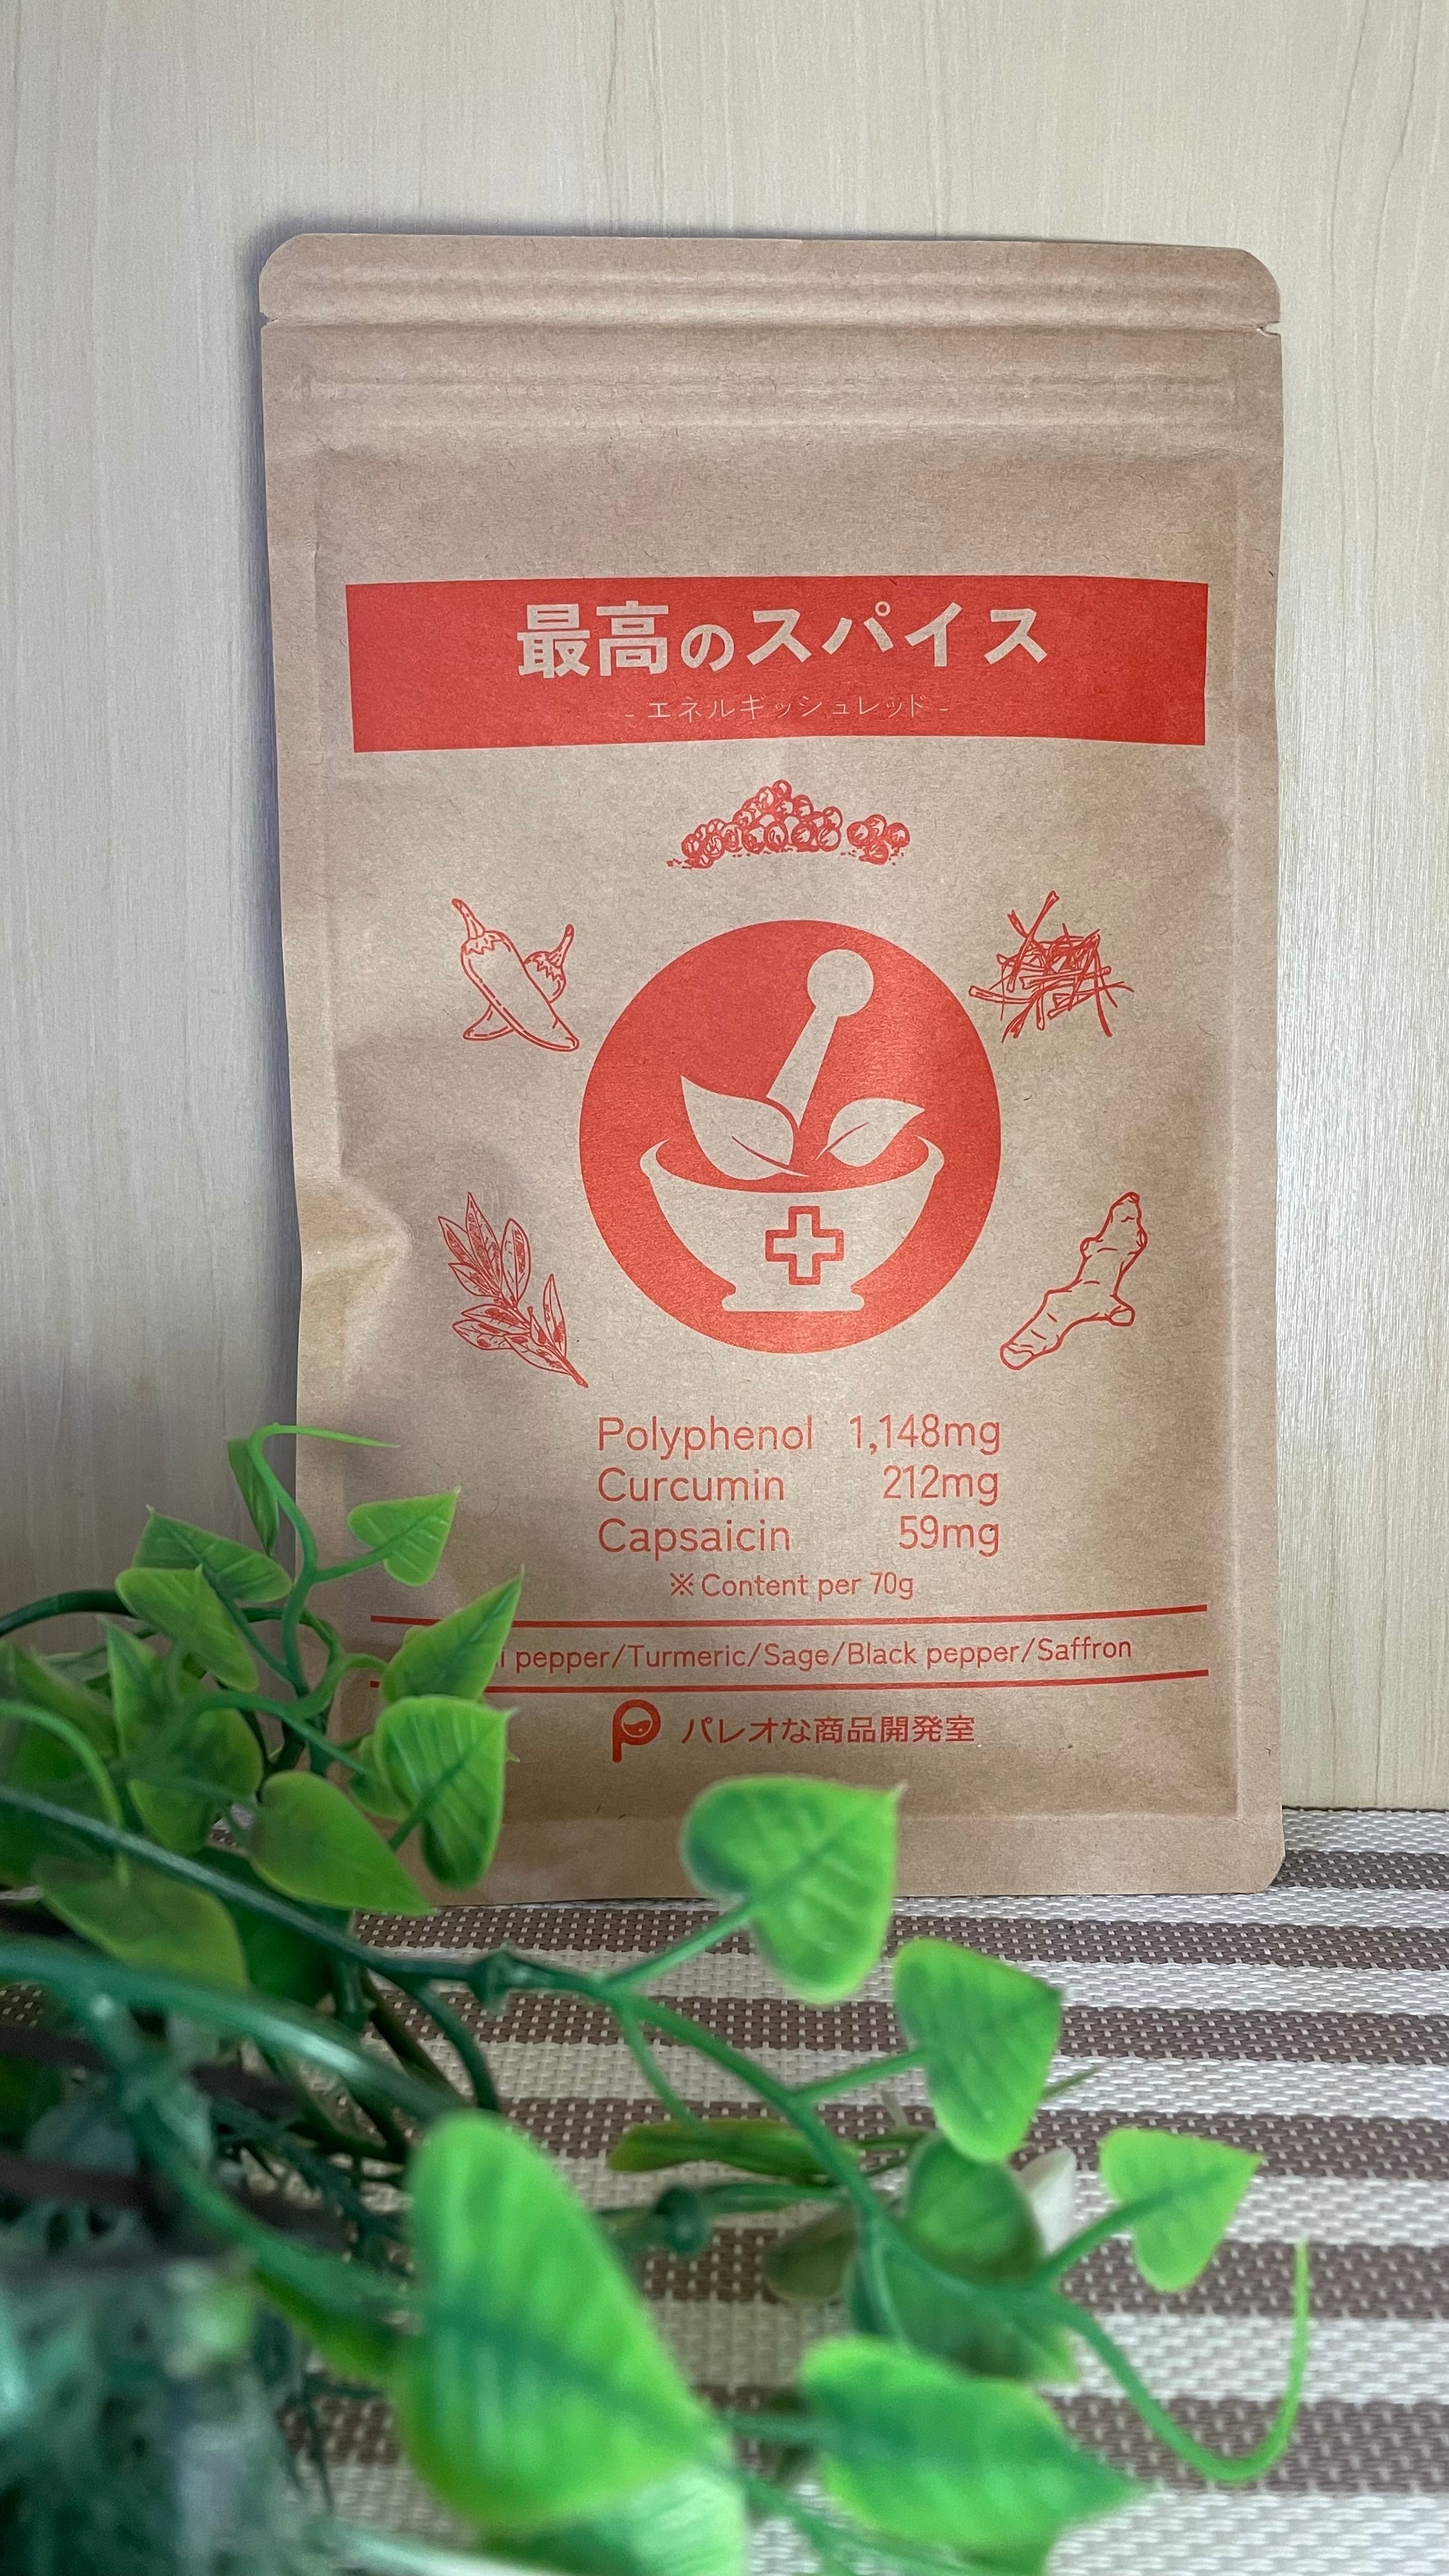 最高のスパイス
- エネルギッシュレッド -
Polyphenol 1,148mg
Curcumin 212mg
Capsaicin 59mg
※Content per 70g
pepper/Turmeric/Sage/Black pepper/Saffron
パレオな商品開発室